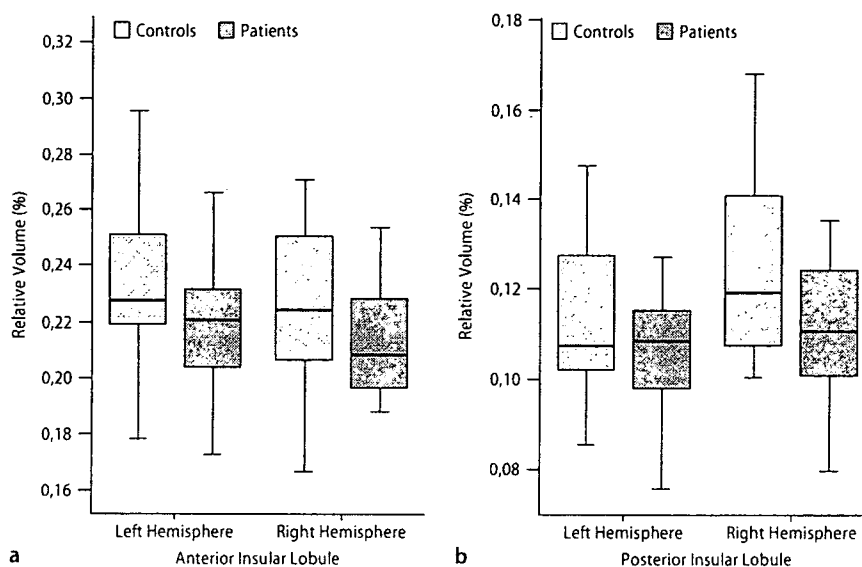 Controls Patients
0,32
0,30
0,28
0,26
0,24
0,22
0,20
0,18
0,16
Relative Volume (%)
Left Hemisphere Right Hemisphere
a Anterior Insular Lobule
Controls Patients
0,18
0,16
0,14
0,12
0,10
0,08
Relative Volume (%)
Left Hemisphere Right Hemisphere
b Posterior Insular Lobule